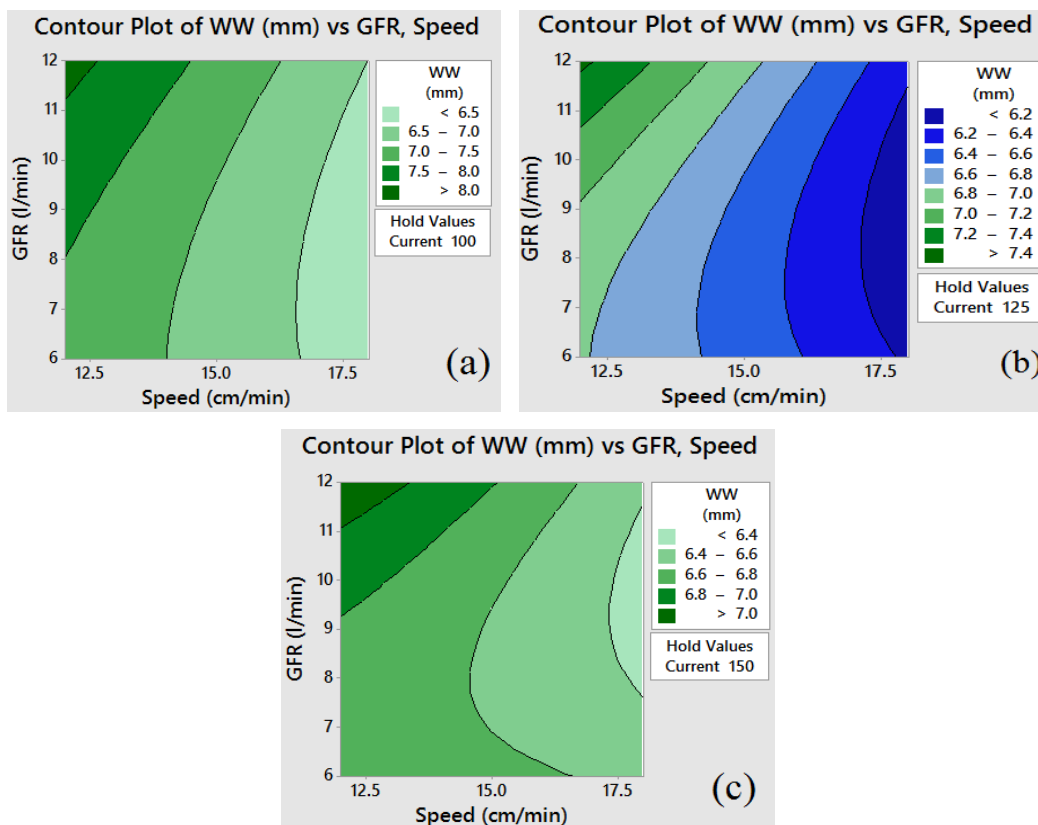 Contour Plot of WW (mm) vs GFR, Speed
12
11
10
9
8
7
6
GFR (l/min)
12.5 15.0 17.5
Speed (cm/min)
WW
(mm)
< 6.5
6.5 – 7.0
7.0 – 7.5
7.5 – 8.0
> 8.0
Hold Values
Current 100
(a)
Contour Plot of WW (mm) vs GFR, Speed
12
11
10
9
8
7
6
GFR (l/min)
12.5 15.0 17.5
Speed (cm/min)
WW
(mm)
< 6.2
6.2 – 6.4
6.4 – 6.6
6.6 – 6.8
6.8 – 7.0
7.0 – 7.2
7.2 – 7.4
> 7.4
Hold Values
Current 125
(b)
Contour Plot of WW (mm) vs GFR, Speed
12
11
10
9
8
7
6
GFR (l/min)
12.5 15.0 17.5
Speed (cm/min)
WW
(mm)
< 6.4
6.4 – 6.6
6.6 – 6.8
6.8 – 7.0
> 7.0
Hold Values
Current 150
(c)